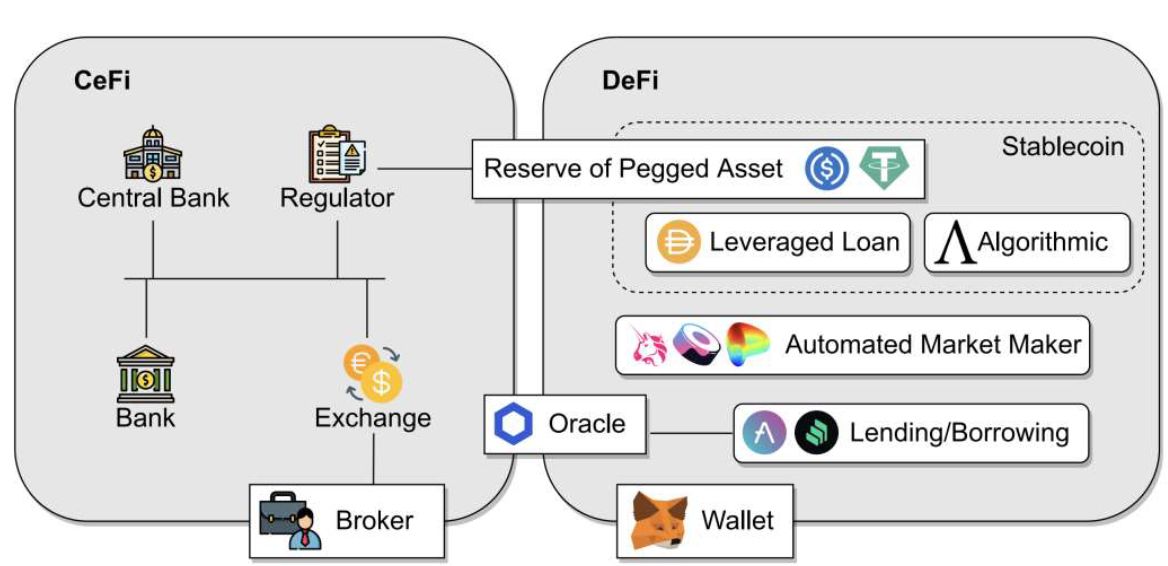 CeFi
DeFi
Stablecoin
Reserve of Pegged Asset
Central Bank
Regulator
Leveraged Loan
Algorithmic
Automated Market Maker
Bank
Exchange
Oracle
Lending/Borrowing
Broker
Wallet